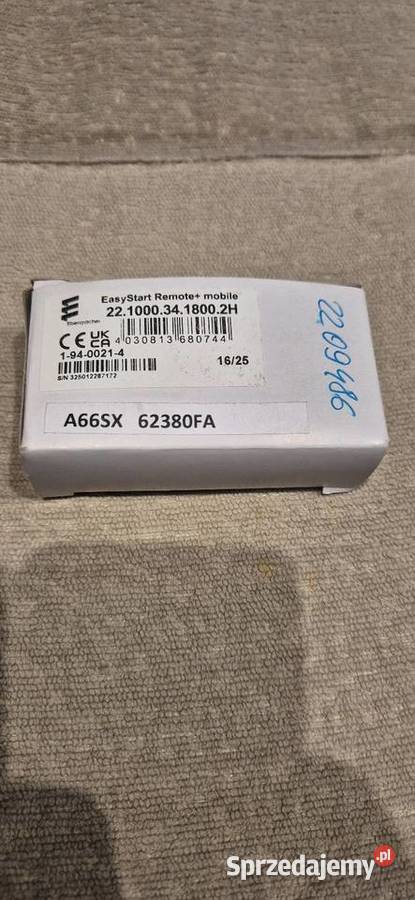 EasyStart Remote+ mobile
22.1000.34.1800.2H
Eberspächer
CE UK CA
4 030813 680744
1-94-0021-4
16/25
S/N 325012287172
A66SX 62380FA
2209486
Sprzedajemy.pl